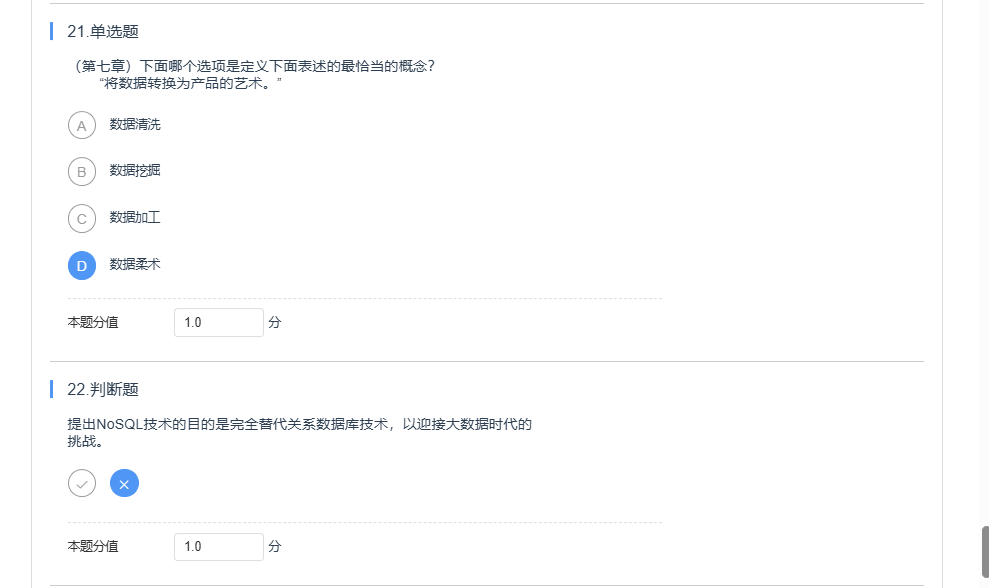 21.单选题
（第七章）下面哪个选项是定义下面表述的最恰当的概念?
“将数据转换为产品的艺术。”
A 数据清洗
B 数据挖掘
C 数据加工
D 数据柔术
本题分值 1.0 分
22.判断题
提出NoSQL技术的目的是完全替代关系数据库技术，以迎接大数据时代的
挑战。
本题分值 1.0 分